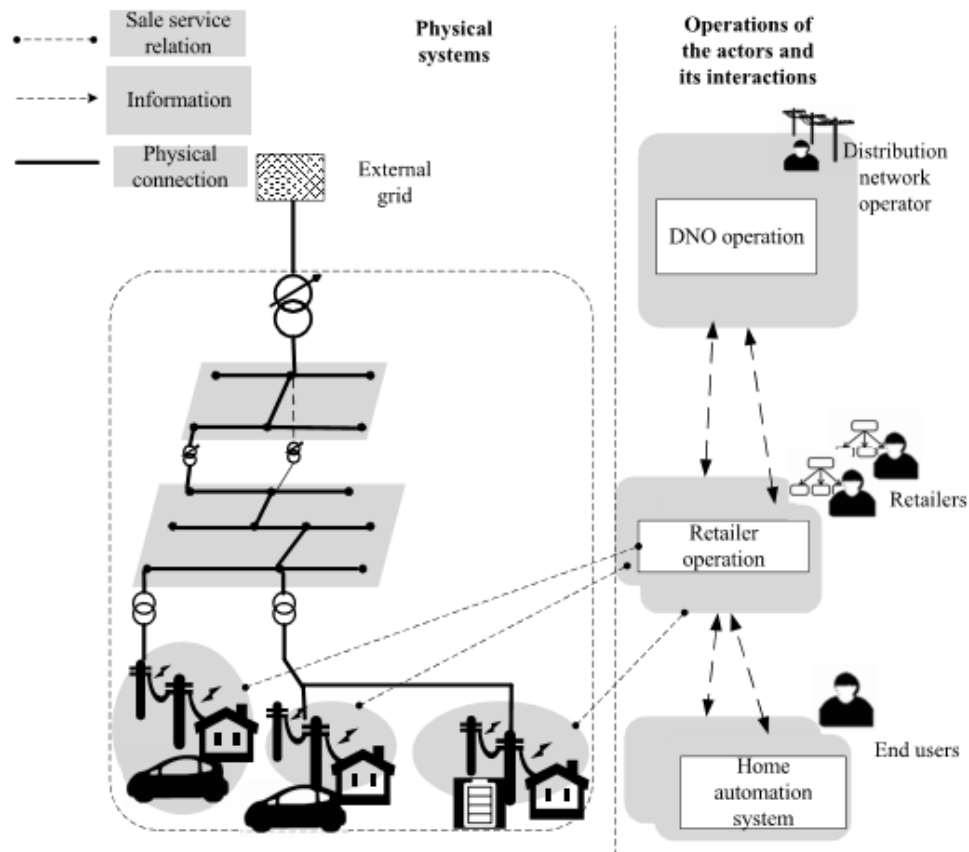 Sale service
relation
Information
Physical
connection
Physical
systems
External
grid
Operations of
the actors and
its interactions
Distribution
network
operator
DNO operation
Retailers
Retailer
operation
End users
Home
automation
system